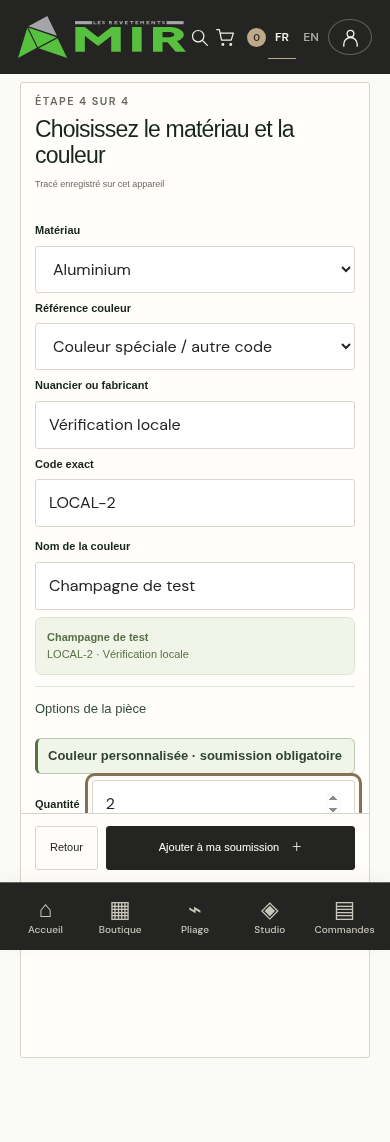 LES REVÊTEMENTS
MIR
0
FR
EN
ÉTAPE 4 SUR 4
Choisissez le matériau et la
couleur
Tracé enregistré sur cet appareil
Matériau
Aluminium
Référence couleur
Couleur spéciale / autre code
Nuancier ou fabricant
Vérification locale
Code exact
LOCAL-2
Nom de la couleur
Champagne de test
Champagne de test
LOCAL-2 · Vérification locale
Options de la pièce
Couleur personnalisée · soumission obligatoire
Quantité
2
Retour
Ajouter à ma soumission +
Accueil
Boutique
Pliage
Studio
Commandes